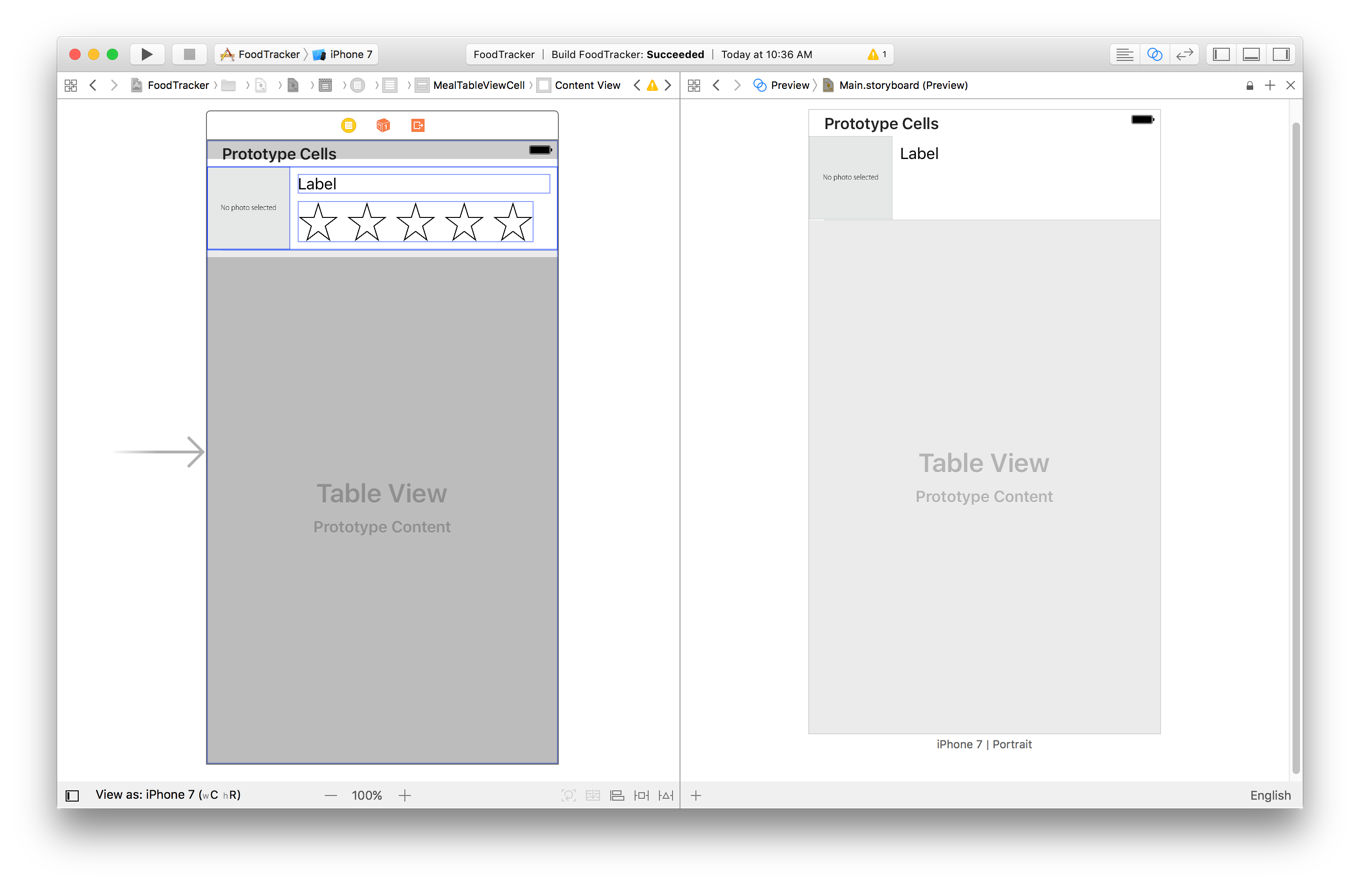 FoodTracker iPhone 7
FoodTracker | Build FoodTracker: Succeeded | Today at 10:36 AM 1
FoodTracker MealTableViewCell Content View
Preview Main.storyboard (Preview)
Prototype Cells
No photo selected
Label
Table View
Prototype Content
View as: iPhone 7 (wC hR)
100%
Prototype Cells
No photo selected
Label
Table View
Prototype Content
iPhone 7 | Portrait
English